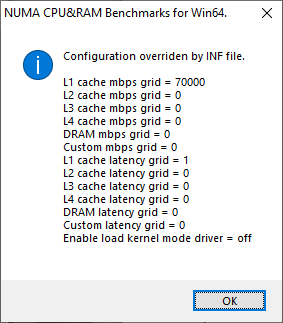 NUMA CPU&RAM Benchmarks for Win64.
Configuration overriden by INF file.
L1 cache mbps grid = 70000
L2 cache mbps grid = 0
L3 cache mbps grid = 0
L4 cache mbps grid = 0
DRAM mbps grid = 0
Custom mbps grid = 0
L1 cache latency grid = 1
L2 cache latency grid = 0
L3 cache latency grid = 0
L4 cache latency grid = 0
DRAM latency grid = 0
Custom latency grid = 0
Enable load kernel mode driver = off
OK